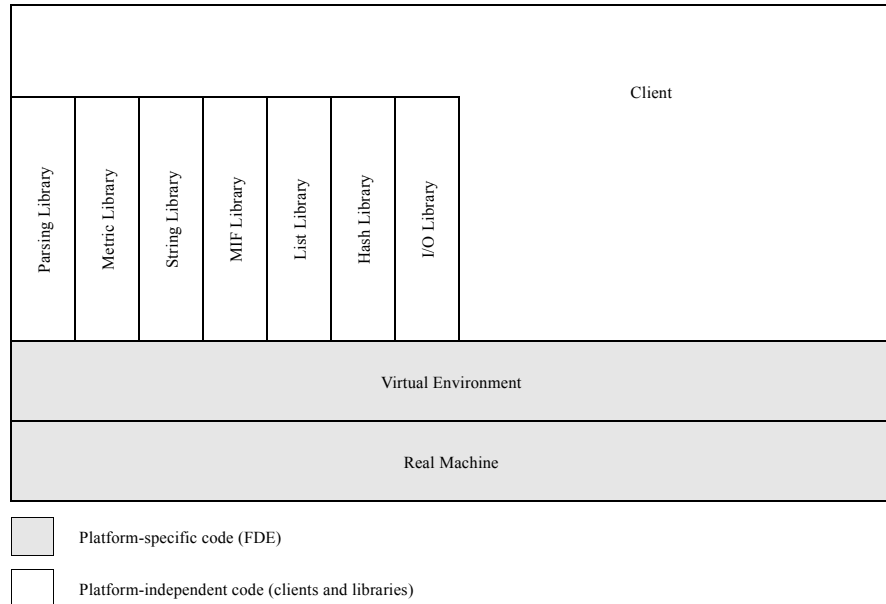 Client
Parsing Library
Metric Library
String Library
MIF Library
List Library
Hash Library
I/O Library
Virtual Environment
Real Machine
Platform-specific code (FDE)
Platform-independent code (clients and libraries)